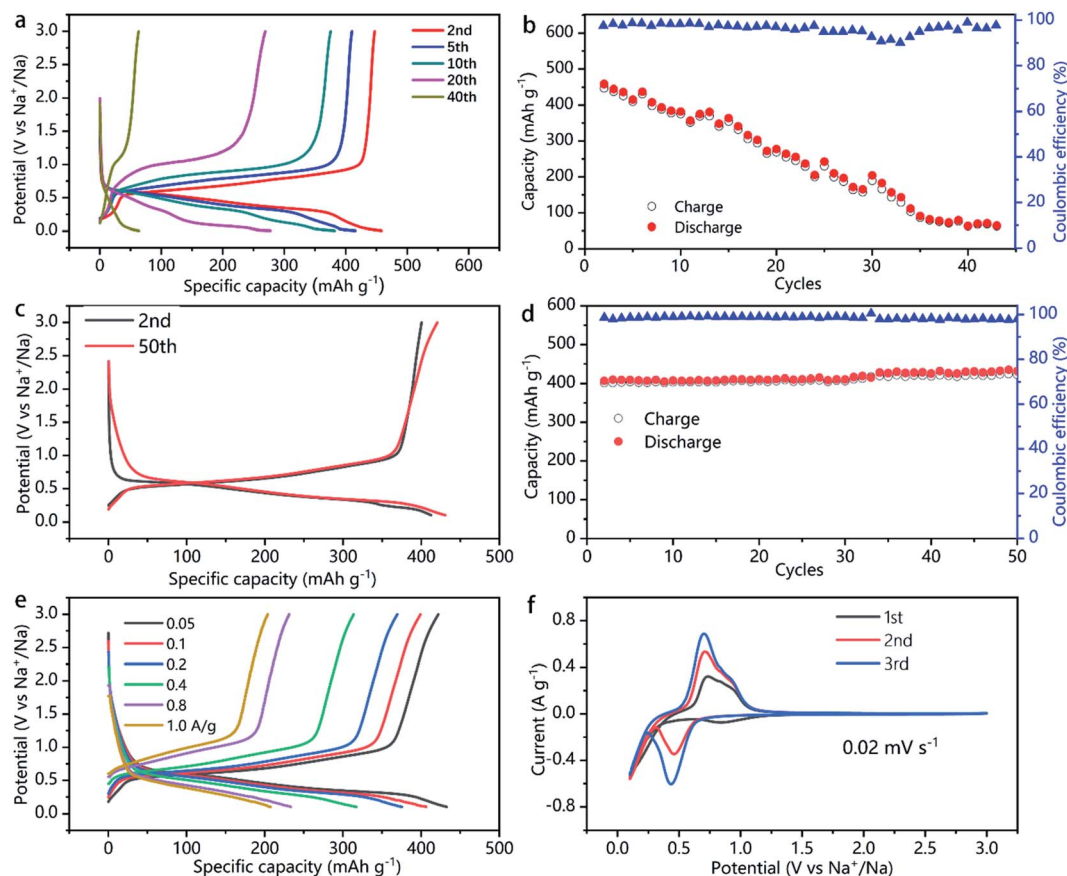 a
3.0
2.5
2.0
1.5
1.0
0.5
0.0
Potential (V vs Na⁺/Na)
2nd
5th
10th
20th
40th
0 100 200 300 400 500 600
Specific capacity (mAh g⁻¹)
b
600
500
400
300
200
100
0
Capacity (mAh g⁻¹)
Charge
Discharge
100
80
60
40
20
0
Coulombic efficiency (%)
0 10 20 30 40
Cycles
c
3.0
2.5
2.0
1.5
1.0
0.5
0.0
Potential (V vs Na⁺/Na)
2nd
50th
0 100 200 300 400 500
Specific capacity (mAh g⁻¹)
d
600
500
400
300
200
100
0
Capacity (mAh g⁻¹)
Charge
Discharge
100
80
60
40
20
0
Coulombic efficiency (%)
0 10 20 30 40 50
Cycles
e
3.0
2.5
2.0
1.5
1.0
0.5
0.0
Potential (V vs Na⁺/Na)
0.05
0.1
0.2
0.4
0.8
1.0 A/g
0 100 200 300 400 500
Specific capacity (mAh g⁻¹)
f
0.8
0.4
0.0
-0.4
-0.8
Current (A g⁻¹)
1st
2nd
3rd
0.02 mV s⁻¹
0.0 0.5 1.0 1.5 2.0 2.5 3.0
Potential (V vs Na⁺/Na)